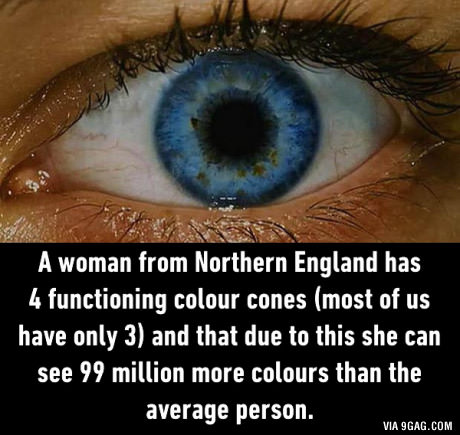 A woman from Northern England has
4 functioning colour cones (most of us
have only 3) and that due to this she can
see 99 million more colours than the
average person.
VIA 9GAG.COM